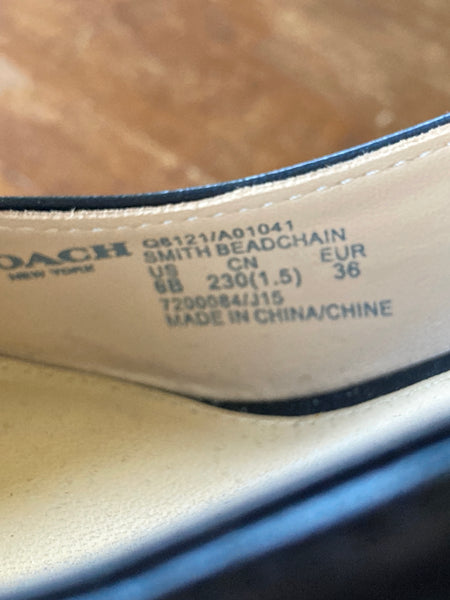 OACH
NEW YORK
Q8121/A01041
SMITH BEADCHAIN
US CN EUR
6B 230(1.5) 36
7200084/J15
MADE IN CHINA/CHINE